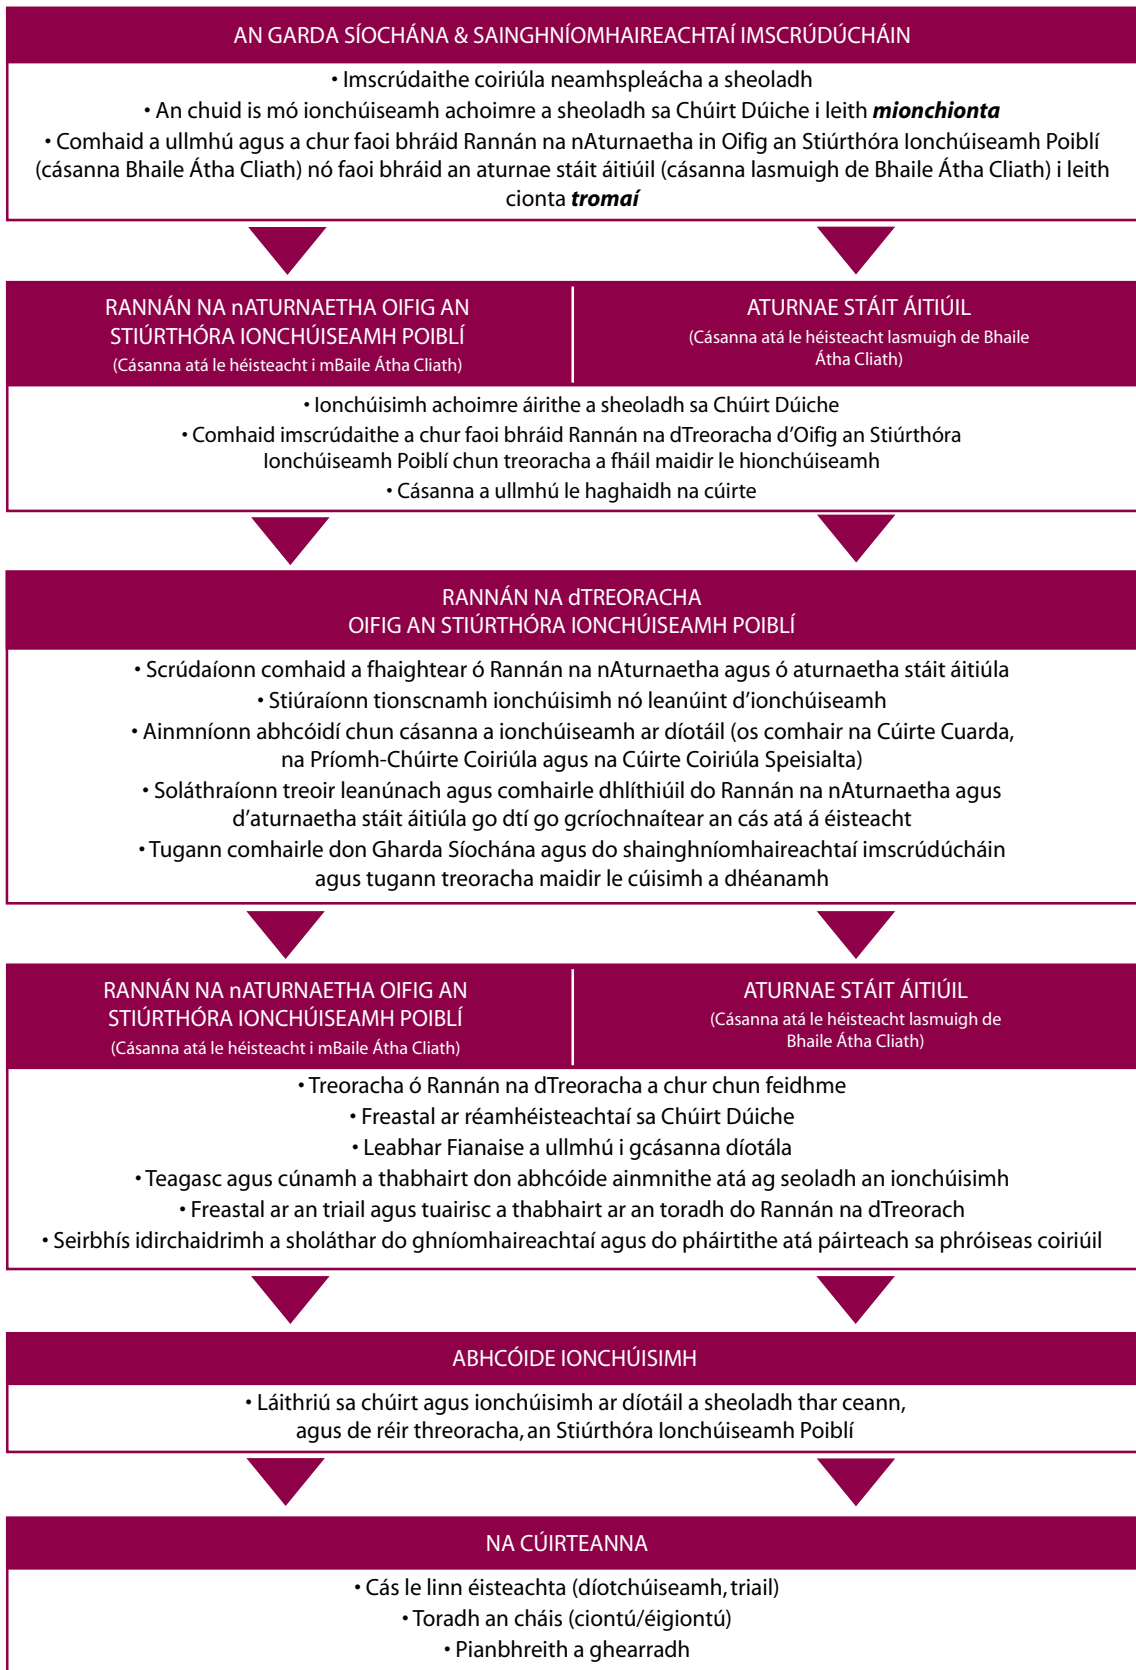 AN GARDA SÍOCHÁNA & SAINGHNÍOMHAIREACHTAÍ IMSCRÚDÚCHÁIN
• Imscrúdaithe coiriúla neamhspleácha a sheoladh
• An chuid is mó ionchúiseamh achoimre a sheoladh sa Chúirt Dúiche i leith mionchionta
• Comhaid a ullmhú agus a chur faoi bhráid Rannán na nAturnaetha in Oifig an Stiúrthóra Ionchúiseamh Poiblí
(cásanna Bhaile Átha Cliath) nó faoi bhráid an aturnae stáit áitiúil (cásanna lasmuigh de Bhaile Átha Cliath) i leith
cionta tromaí
RANNÁN NA nATURNAETHA OIFIG AN
STIÚRTHÓRA IONCHÚISEAMH POIBLÍ
(Cásanna atá le héisteacht i mBaile Átha Cliath)
ATURNAE STÁIT ÁITIÚIL
(Cásanna atá le héisteacht lasmuigh de Bhaile
Átha Cliath)
• Ionchúisimh achoimre áirithe a sheoladh sa Chúirt Dúiche
• Comhaid imscrúdaithe a chur faoi bhráid Rannán na dTreoracha d'Oifig an Stiúrthóra
Ionchúiseamh Poiblí chun treoracha a fháil maidir le hionchúiseamh
• Cásanna a ullmhú le haghaidh na cúirte
RANNÁN NA dTREORACHA
OIFIG AN STIÚRTHÓRA IONCHÚISEAMH POIBLÍ
• Scrúdaíonn comhaid a fhaightear ó Rannán na nAturnaetha agus ó aturnaetha stáit áitiúla
• Stiúraíonn tionscnamh ionchúisimh nó leanúint d'ionchúiseamh
• Ainmníonn abhcóidí chun cásanna a ionchúiseamh ar díotáil (os comhair na Cúirte Cuarda,
na Príomh-Chúirte Coiriúla agus na Cúirte Coiriúla Speisialta)
• Soláthraíonn treoir leanúnach agus comhairle dhlíthiúil do Rannán na nAturnaetha agus
d'aturnaetha stáit áitiúla go dtí go gcríochnaítear an cás atá á éisteacht
• Tugann comhairle don Gharda Síochána agus do shainghníomhaireachtaí imscrúdúcháin
agus tugann treoracha maidir le cúisimh a dhéanamh
RANNÁN NA nATURNAETHA OIFIG AN
STIÚRTHÓRA IONCHÚISEAMH POIBLÍ
(Cásanna atá le héisteacht i mBaile Átha Cliath)
ATURNAE STÁIT ÁITIÚIL
(Cásanna atá le héisteacht lasmuigh de
Bhaile Átha Cliath)
• Treoracha ó Rannán na dTreoracha a chur chun feidhme
• Freastal ar réamhéisteachtaí sa Chúirt Dúiche
• Leabhar Fianaise a ullmhú i gcásanna díotála
• Teagasc agus cúnamh a thabhairt don abhcóide ainmnithe atá ag seoladh an ionchúisimh
• Freastal ar an triail agus tuairisc a thabhairt ar an toradh do Rannán na dTreorach
• Seirbhís idirchaidrimh a sholáthar do ghníomhaireachtaí agus do pháirtithe atá páirteach sa phróiseas coiriúil
ABHCÓIDE IONCHÚISIMH
• Láithriú sa chúirt agus ionchúisimh ar díotáil a sheoladh thar ceann,
agus de réir threoracha, an Stiúrthóra Ionchúiseamh Poiblí
NA CÚIRTEANNA
• Cás le linn éisteachta (díotchúiseamh, triail)
• Toradh an cháis (ciontú/éigiontú)
• Pianbhreith a ghearradh